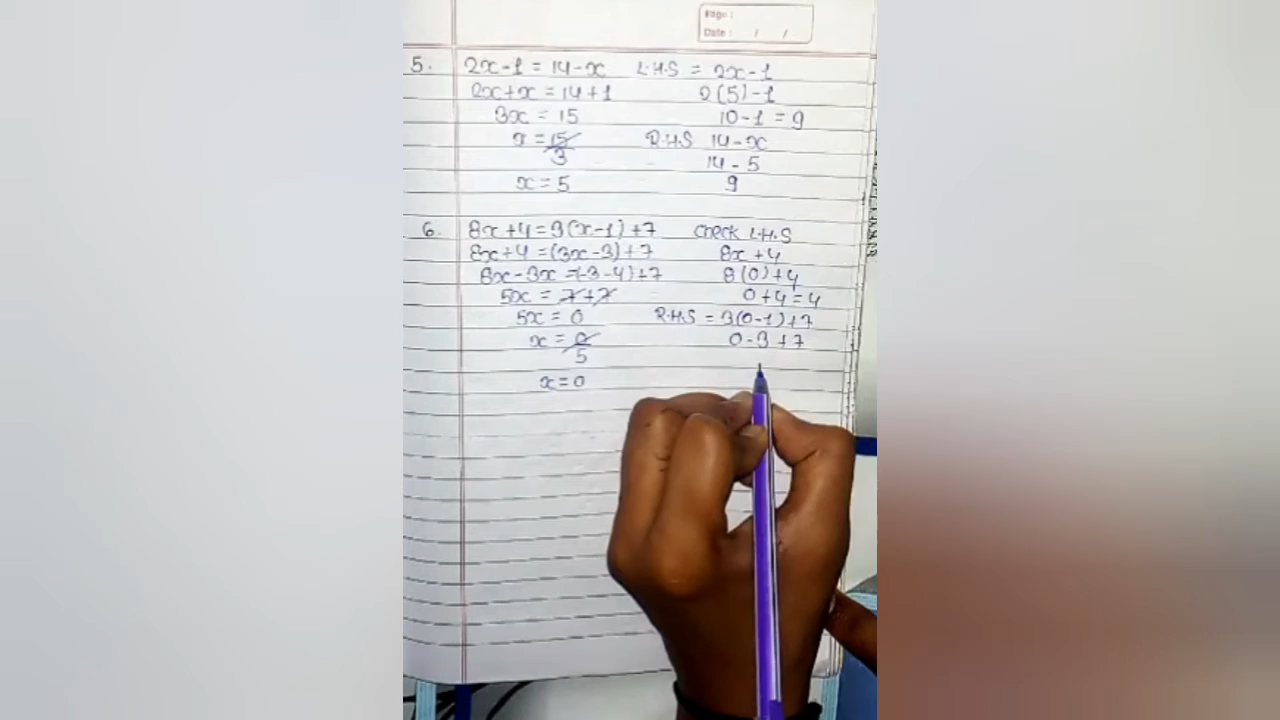 Page :
Date : / /
5. 2x-1 = 14-x L.H.S = 2x-1
2x+x = 14+1 2(5)-1
3x = 15 10-1 = 9
x = 15/3 R.H.S 14-x
14-5
x = 5 9
6. 8x+4=3(x-1)+7 Check L.H.S
8x+4 =(3x-3)+7 8x+4
8x-3x =(-3-4)+7 8(0)+4
5x = 7+7 0+4=4
5x = 0 R.H.S = 3(0-1)+7
x = 0/5 0-3+7
x=0